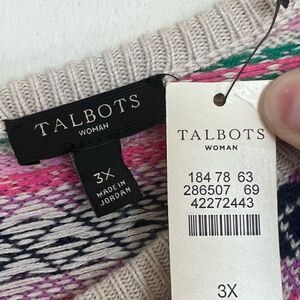 TALBOTS
WOMAN
3X
MADE IN
JORDAN
TALBOTS
WOMAN
184 78 63
286507 69
42272443
3X